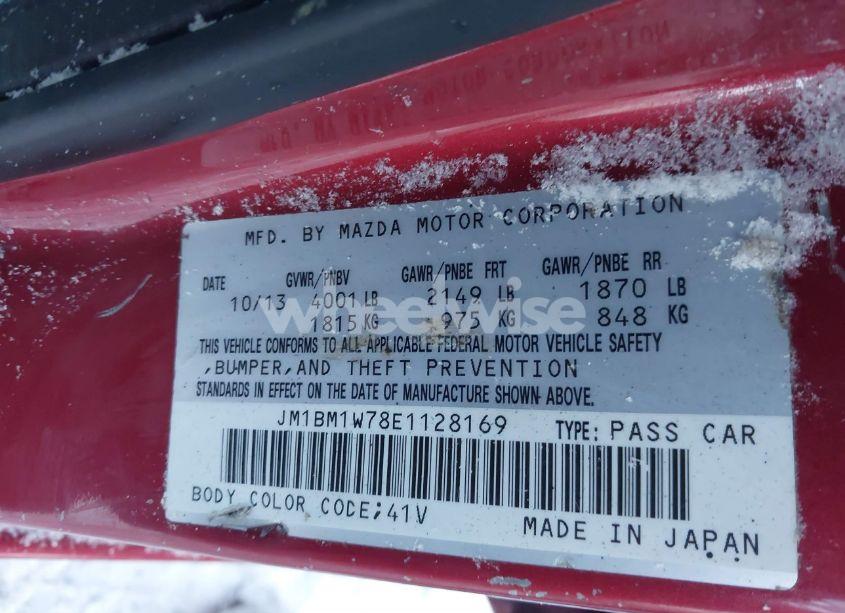 MFD. BY MAZDA MOTOR CORPORATION
DATE GVWR/PNBV GAWR/PNBE FRT GAWR/PNBE RR
10/13 4001 LB 2149 LB 1870 LB
1815 KG 975 KG 848 KG
wheelwise
THIS VEHICLE CONFORMS TO ALL APPLICABLE FEDERAL MOTOR VEHICLE SAFETY
,BUMPER,AND THEFT PREVENTION
STANDARDS IN EFFECT ON THE DATE OF MANUFACTURE SHOWN ABOVE.
JM1BM1W78E1128169 TYPE: PASS CAR
BODY COLOR CODE:41V
MADE IN JAPAN